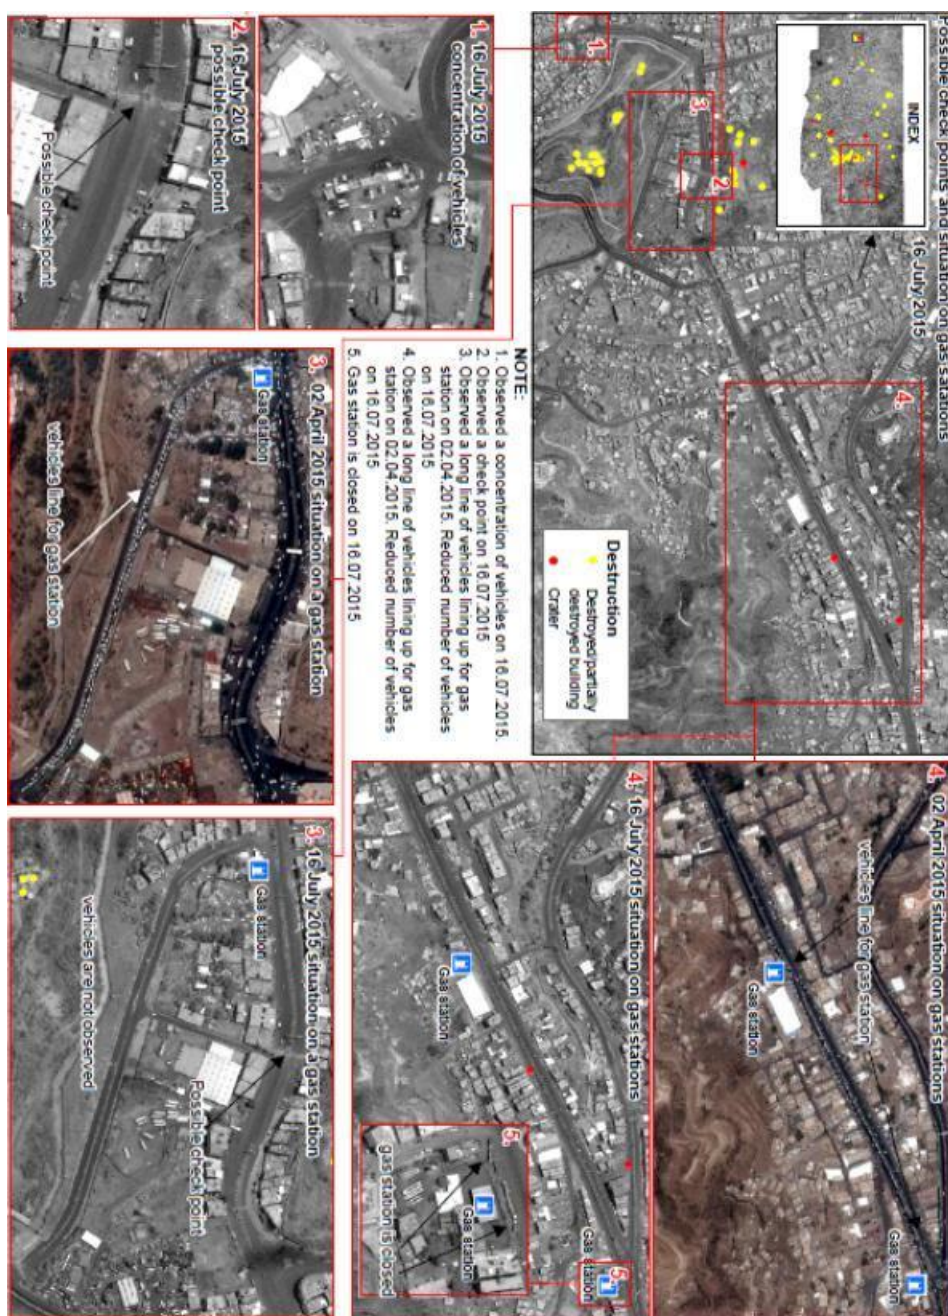 Possible check points and situation on gas stations
16 July 2015
INDEX
1.
2.
3.
4.
Destruction
Destroyed/partially
destroyed building
Crater
1. 16 July 2015
concentration of vehicles
2. 16 July 2015
possible check point
Possible check point
NOTE:
1. Observed a concentration of vehicles on 16.07.2015.
2. Observed a check point on 16.07.2015
3. Observed a long line of vehicles lining up for gas
station on 02.04.2015. Reduced number of vehicles
on 16.07.2015
4. Observed a long line of vehicles lining up for gas
station on 02.04.2015. Reduced number of vehicles
on 16.07.2015
5. Gas station is closed on 16.07.2015
4. 02 April 2015 situation on gas stations
vehicles line for gas station
Gas station
Gas station
4. 16 July 2015 situation on gas stations
Gas station
Gas station
5.
5.
Gas station
gas station is closed
3. 02 April 2015 situation on a gas station
Gas station
vehicles line for gas station
3. 16 July 2015 situation on a gas station
Gas station
Possible check point
vehicles are not observed